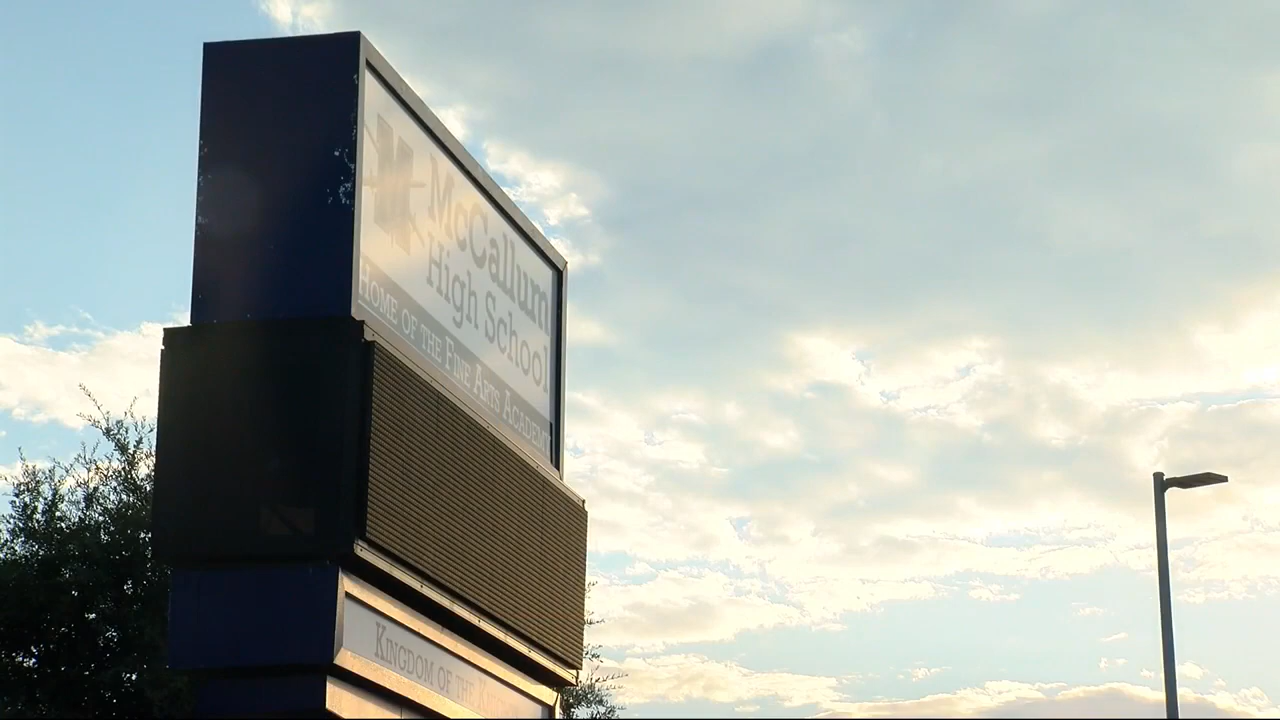 M
McCallum
High School
Home of the Fine Arts Academy
Kingdom of the